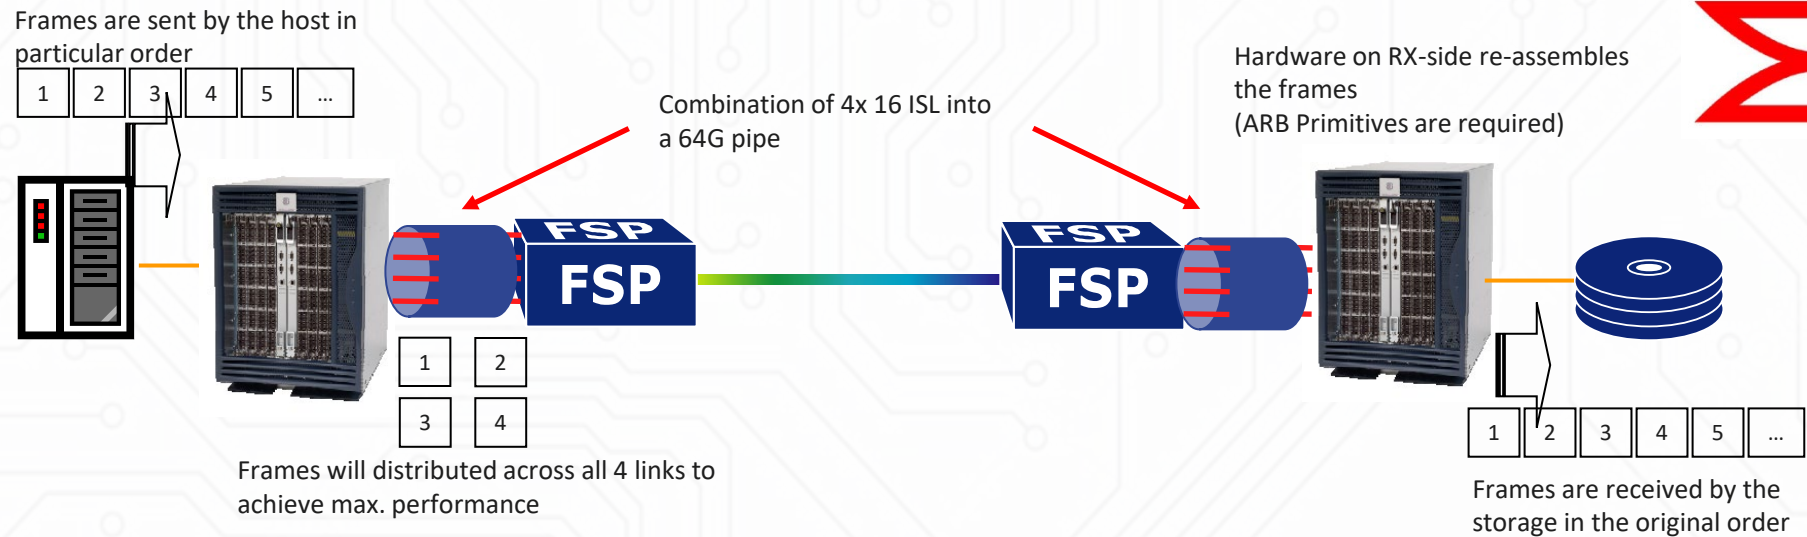 Frames are sent by the host in
particular order
1 2 3 4 5 ...
Combination of 4x 16 ISL into
a 64G pipe
Hardware on RX-side re-assembles
the frames
(ARB Primitives are required)
FSP
FSP
FSP
FSP
1 2
3 4
Frames will distributed across all 4 links to
achieve max. performance
1 2 3 4 5 ...
Frames are received by the
storage in the original order